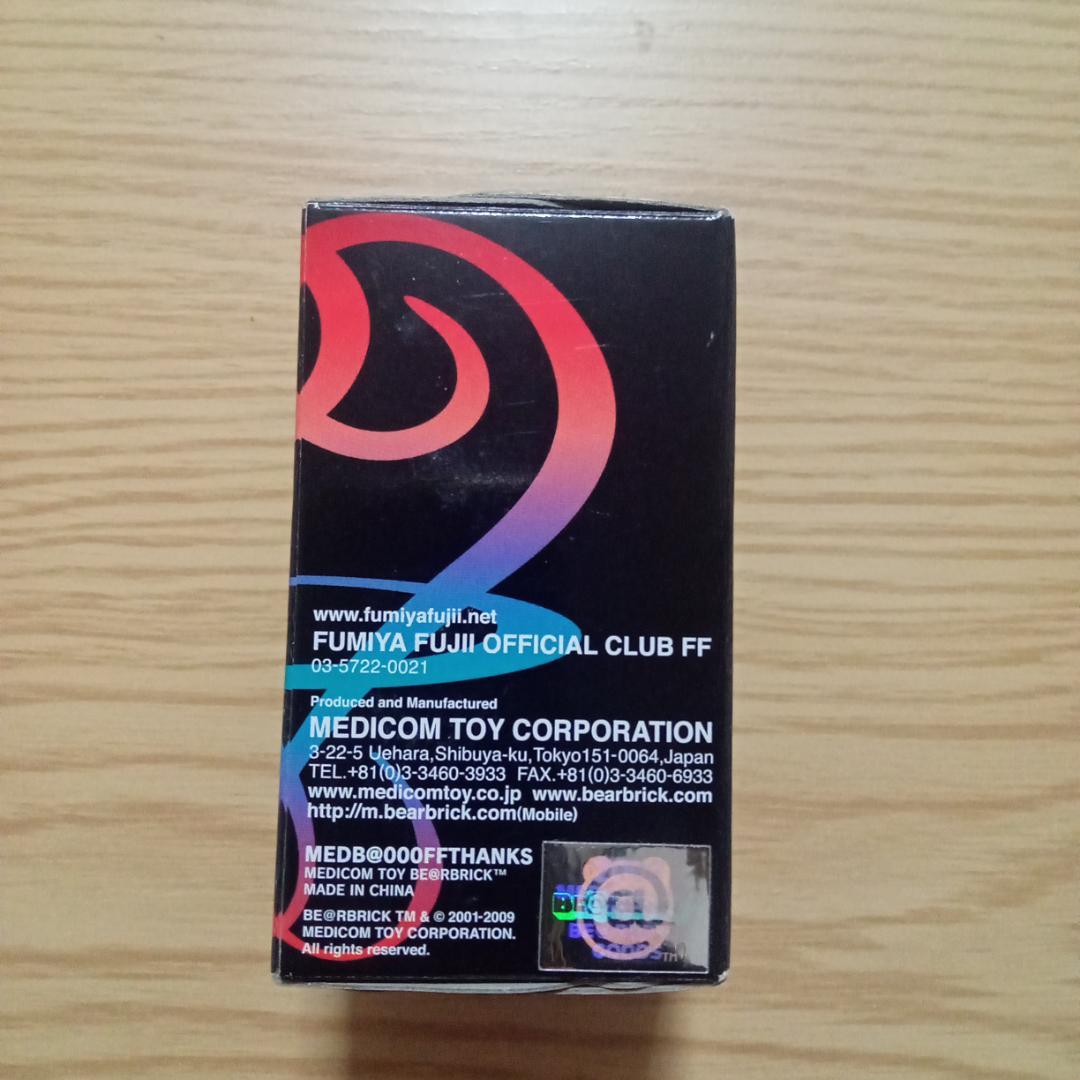 www.fumiyafujii.net
FUMIYA FUJII OFFICIAL CLUB FF
03-5722-0021
Produced and Manufactured
MEDICOM TOY CORPORATION
3-22-5 Uehara,Shibuya-ku,Tokyo151-0064,Japan
TEL.+81(0)3-3460-3933 FAX.+81(0)3-3460-6933
www.medicomtoy.co.jp www.bearbrick.com
http://m.bearbrick.com(Mobile)
MEDB@000FFTHANKS
MEDICOM TOY BE@RBRICK™
MADE IN CHINA
BE@RBRICK TM & © 2001-2009
MEDICOM TOY CORPORATION.
All rights reserved.